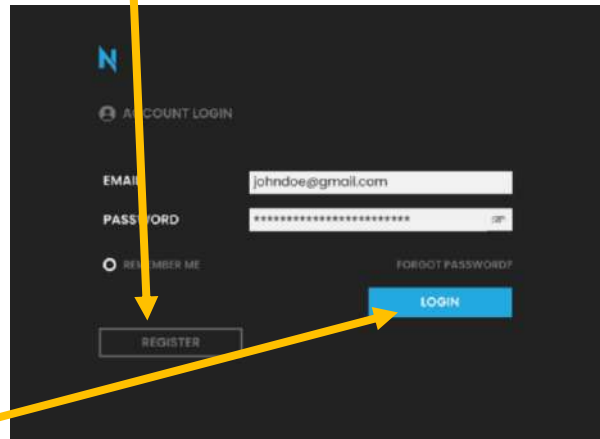 N
ACCOUNT LOGIN
EMAIL johndoe@gmail.com
PASSWORD ************************
REMEMBER ME FORGOT PASSWORD?
LOGIN
REGISTER